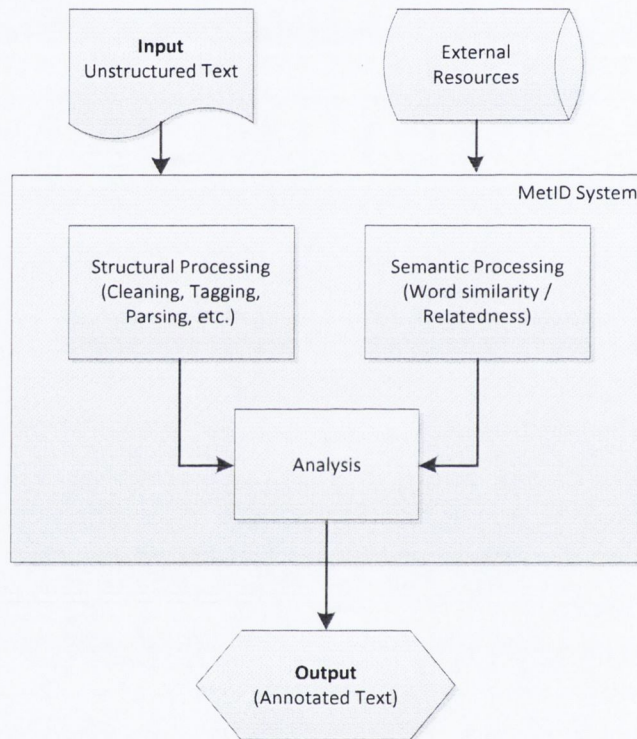 Input
Unstructured Text
External
Resources
MetID System
Structural Processing
(Cleaning, Tagging,
Parsing, etc.)
Semantic Processing
(Word similarity /
Relatedness)
Analysis
Output
(Annotated Text)